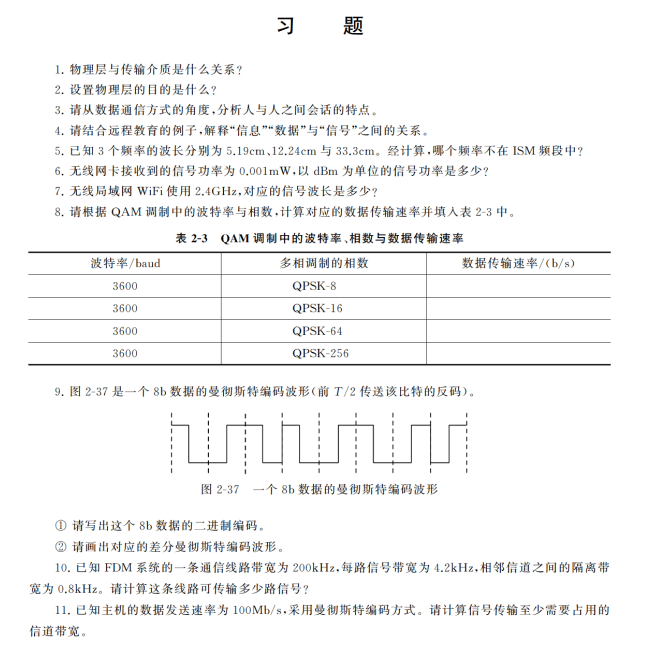 习 题
1. 物理层与传输介质是什么关系?
2. 设置物理层的目的是什么?
3. 请从数据通信方式的角度,分析人与人之间会话的特点。
4. 请结合远程教育的例子,解释“信息”“数据”与“信号”之间的关系。
5. 已知 3 个频率的波长分别为 5.19cm、12.24cm 与 33.3cm。经计算,哪个频率不在 ISM 频段中?
6. 无线网卡接收到的信号功率为 0.001mW,以 dBm 为单位的信号功率是多少?
7. 无线局域网 WiFi 使用 2.4GHz,对应的信号波长是多少?
8. 请根据 QAM 调制中的波特率与相数,计算对应的数据传输速率并填入表 2-3 中。
表 2-3 QAM 调制中的波特率、相数与数据传输速率
波特率/baud 多相调制的相数 数据传输速率/(b/s)
3600 QPSK-8
3600 QPSK-16
3600 QPSK-64
3600 QPSK-256
9. 图 2-37 是一个 8b 数据的曼彻斯特编码波形(前 T/2 传送该比特的反码)。
图 2-37 一个 8b 数据的曼彻斯特编码波形
① 请写出这个 8b 数据的二进制编码。
② 请画出对应的差分曼彻斯特编码波形。
10. 已知 FDM 系统的一条通信线路带宽为 200kHz,每路信号带宽为 4.2kHz,相邻信道之间的隔离带
宽为 0.8kHz。请计算这条线路可传输多少路信号?
11. 已知主机的数据发送速率为 100Mb/s,采用曼彻斯特编码方式。请计算信号传输至少需要占用的
信道带宽。